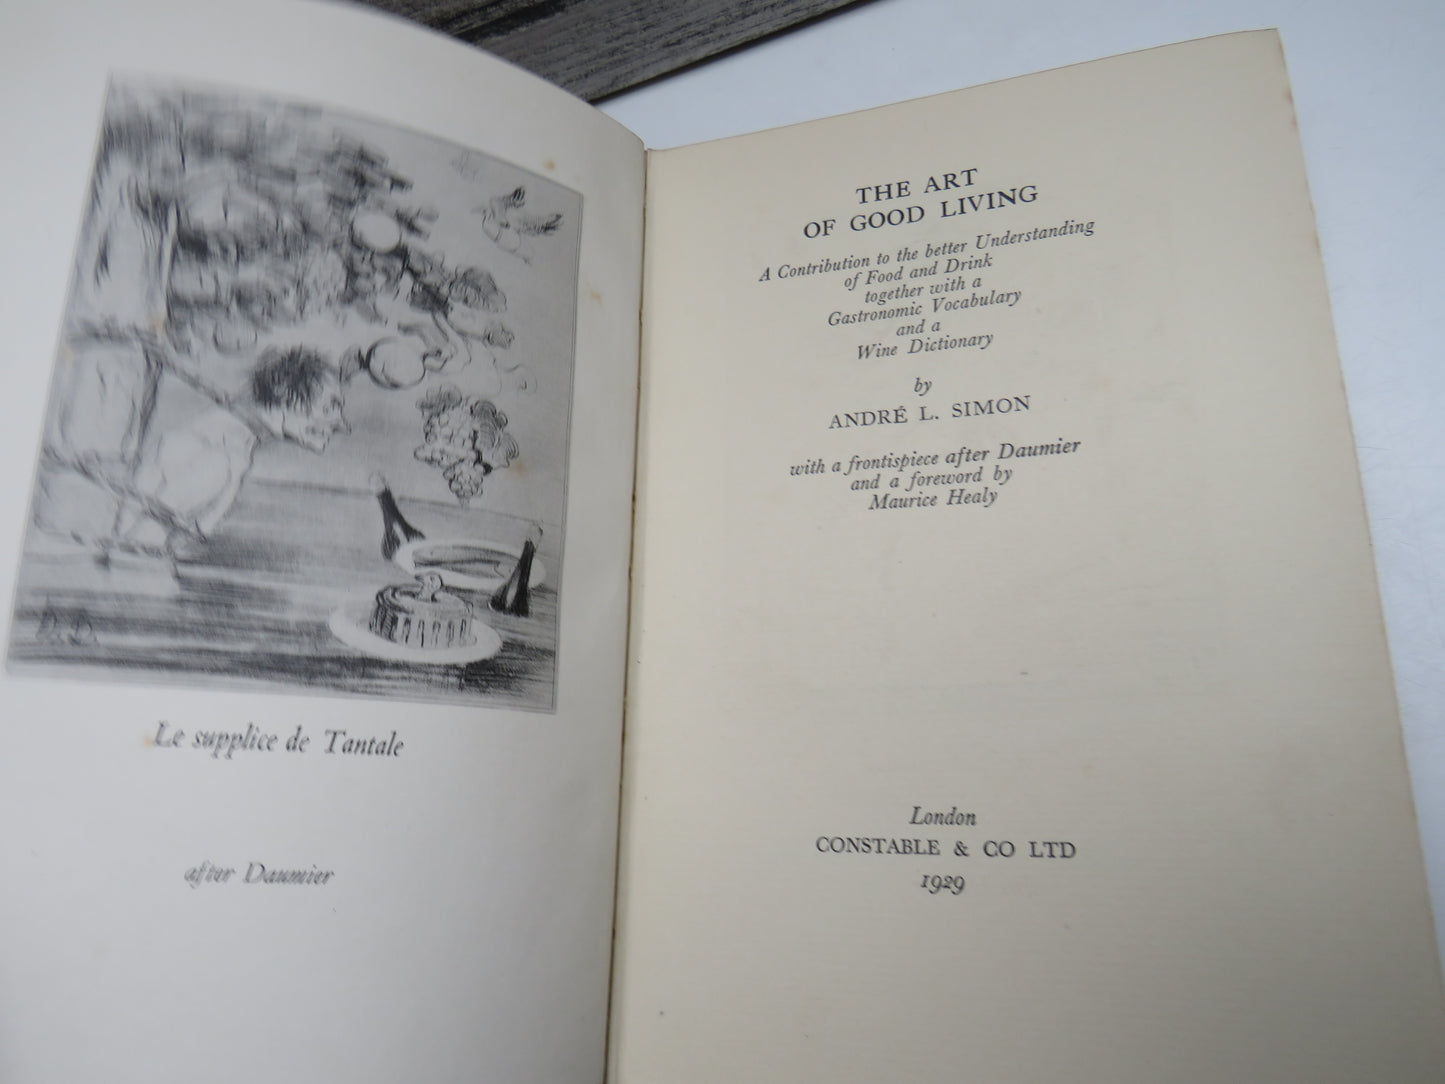 Le supplice de Tantale
after Daumier
THE ART
OF GOOD LIVING
A Contribution to the better Understanding
of Food and Drink
together with a
Gastronomic Vocabulary
and a
Wine Dictionary
by
ANDRÉ L. SIMON
with a frontispiece after Daumier
and a foreword by
Maurice Healy
London
CONSTABLE & CO LTD
1929